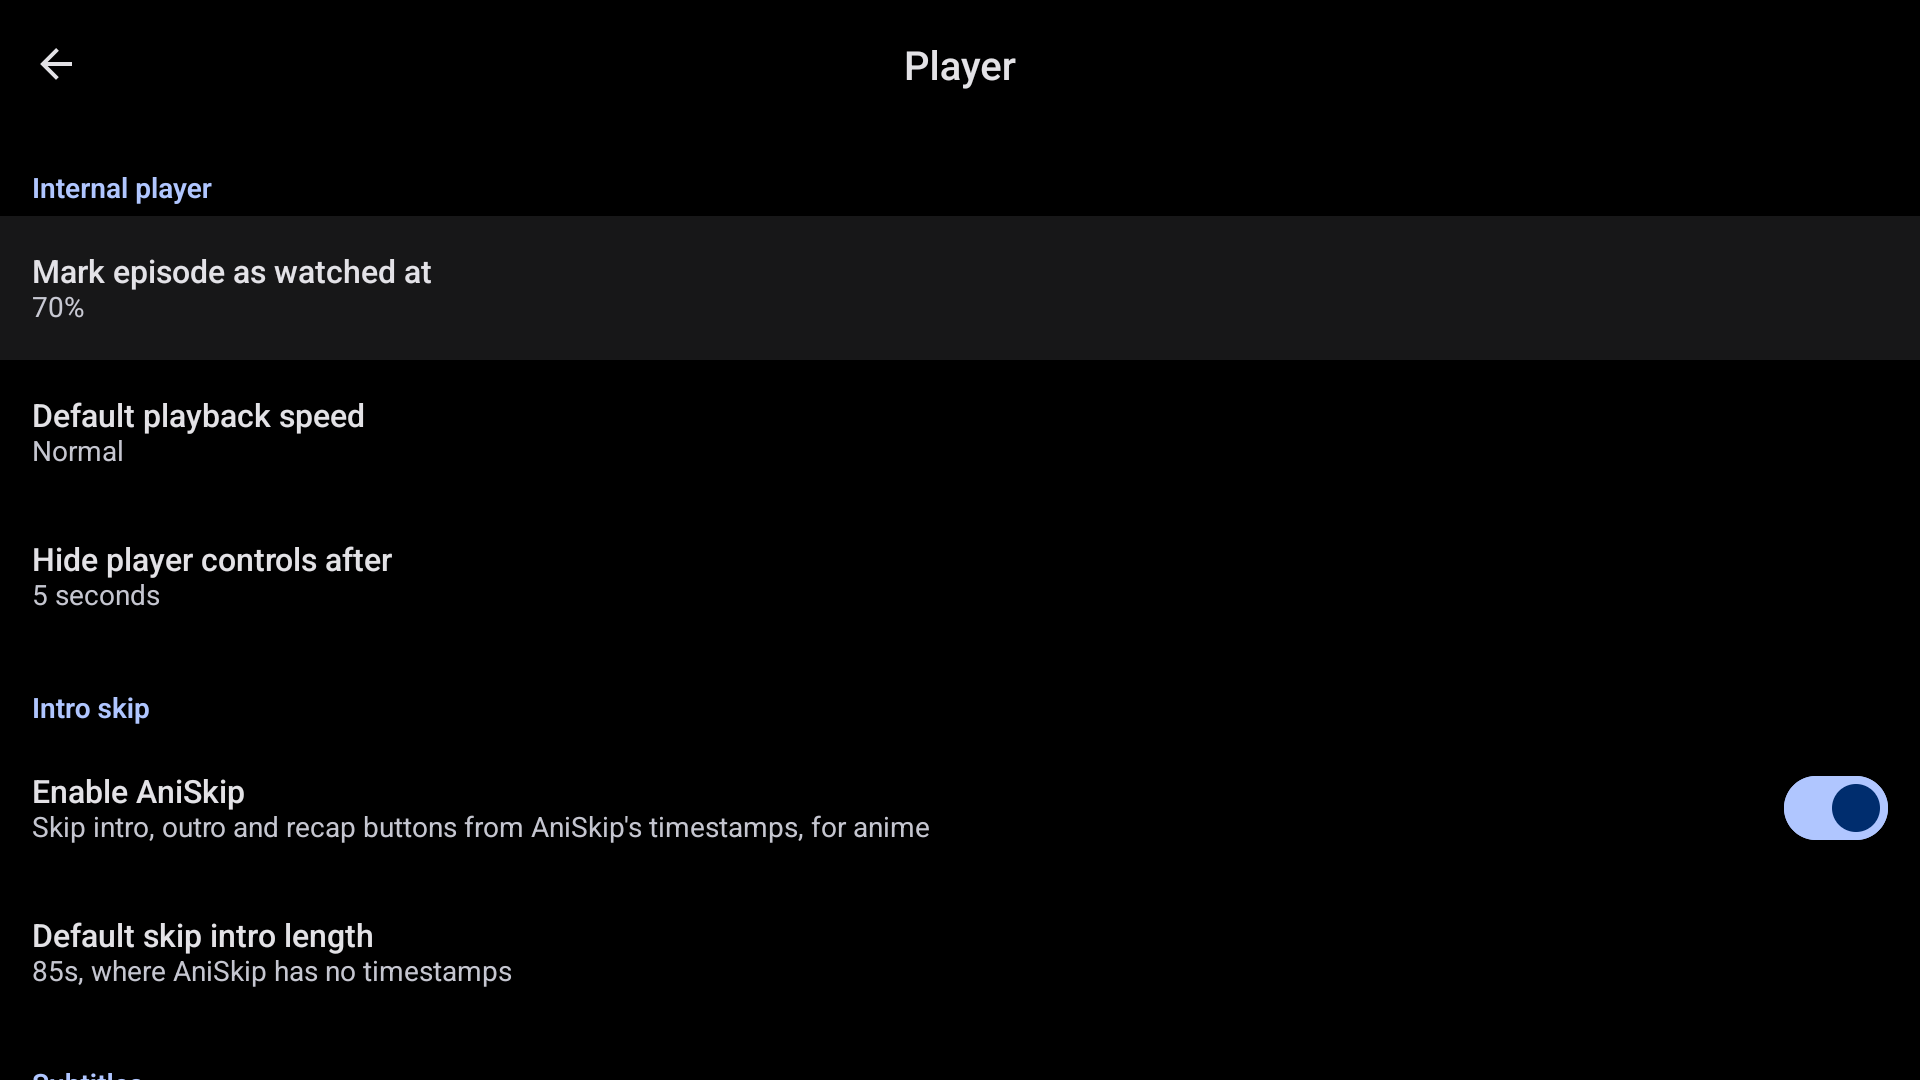 Player
Internal player
Mark episode as watched at
70%
Default playback speed
Normal
Hide player controls after
5 seconds
Intro skip
Enable AniSkip
Skip intro, outro and recap buttons from AniSkip's timestamps, for anime
Default skip intro length
85s, where AniSkip has no timestamps
Subtitles